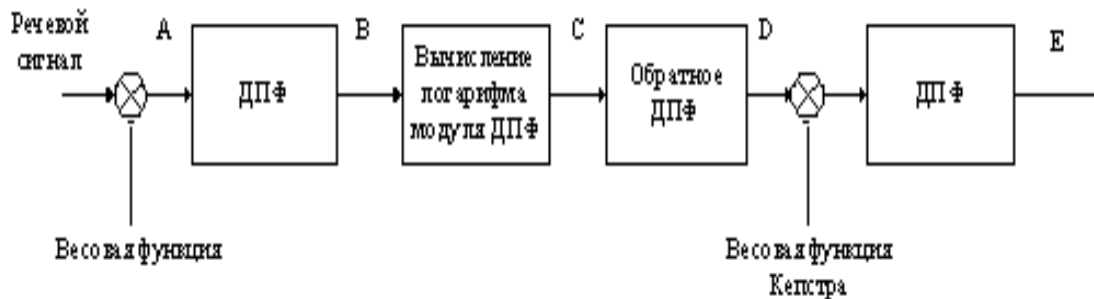 Речевой
сигнал
A
ДПФ
B
Вычисление
логарифма
модуля ДПФ
C
Обратное
ДПФ
D
ДПФ
E
Весовая функция
Весовая функция
Кепстра